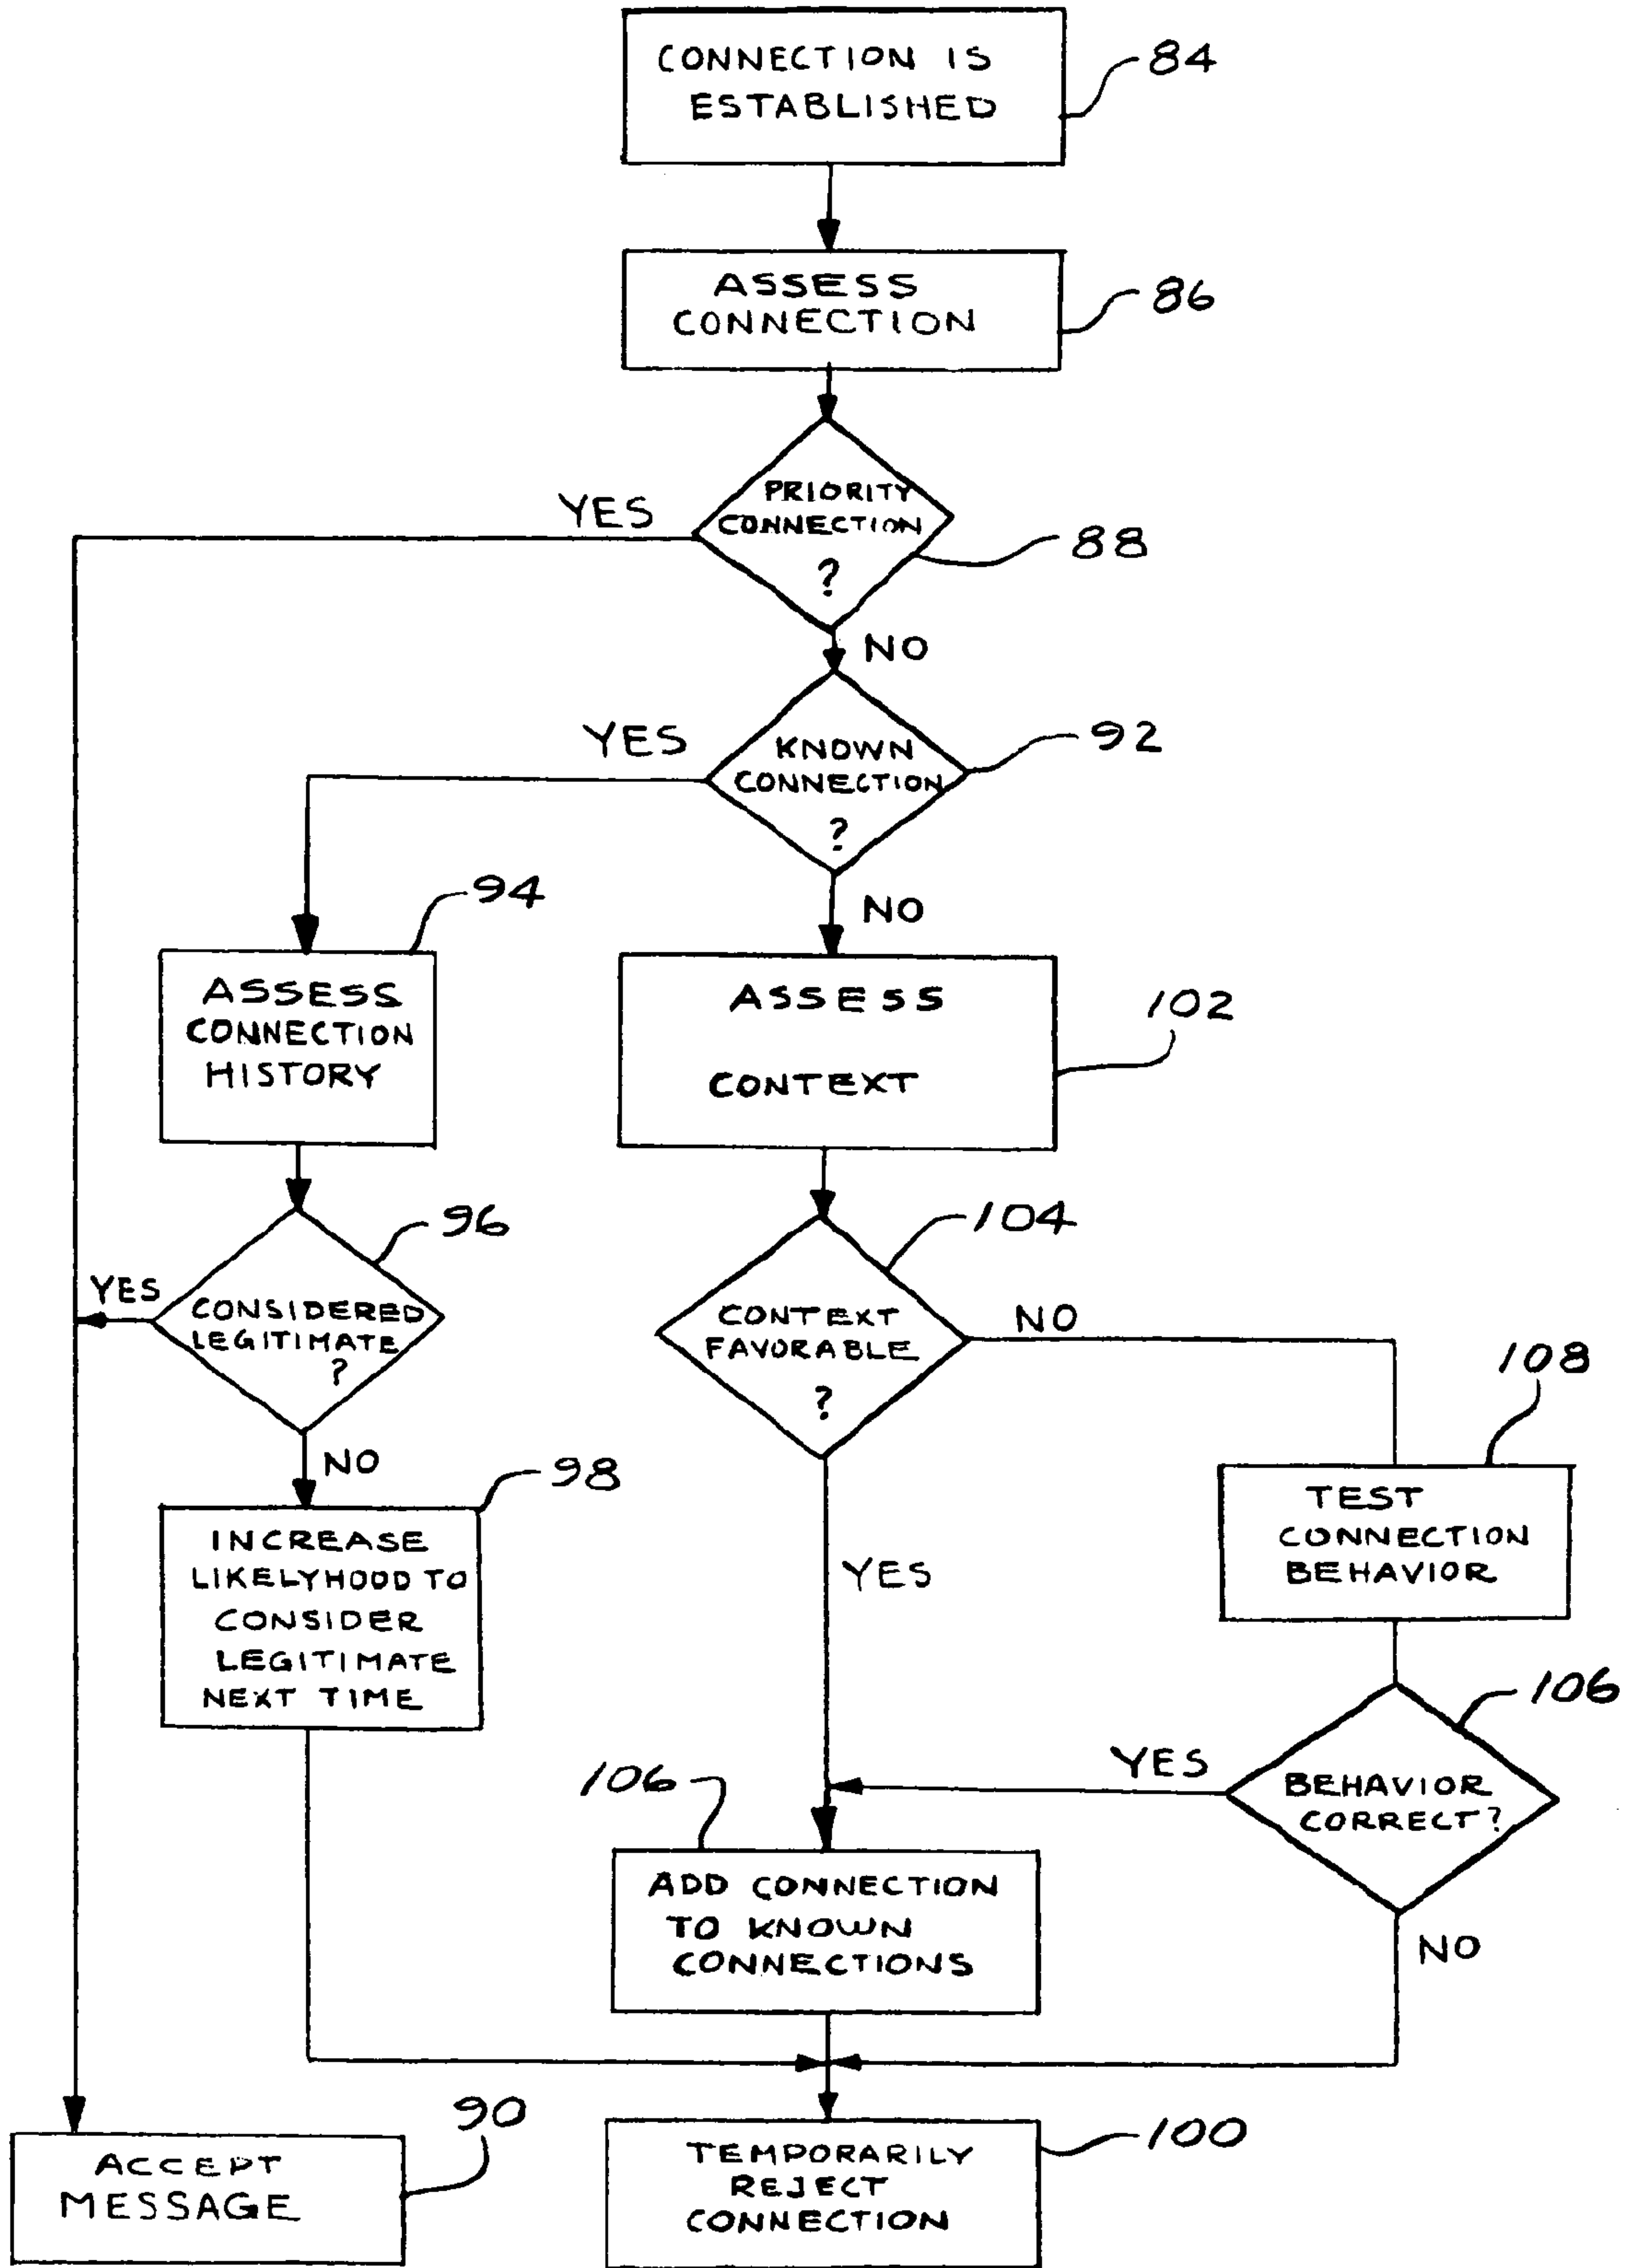 CONNECTION IS
ESTABLISHED
84
ASSESS
CONNECTION
86
PRIORITY
CONNECTION
?
88
YES
NO
KNOWN
CONNECTION
?
92
YES
NO
94
ASSESS
CONNECTION
HISTORY
ASSESS
CONTEXT
102
96
CONSIDERED
LEGITIMATE
?
YES
NO
104
CONTEXT
FAVORABLE
?
NO
YES
108
TEST
CONNECTION
BEHAVIOR
98
INCREASE
LIKELYHOOD TO
CONSIDER
LEGITIMATE
NEXT TIME
106
BEHAVIOR
CORRECT?
YES
NO
106
ADD CONNECTION
TO KNOWN
CONNECTIONS
90
ACCEPT
MESSAGE
TEMPORARILY
REJECT
CONNECTION
100